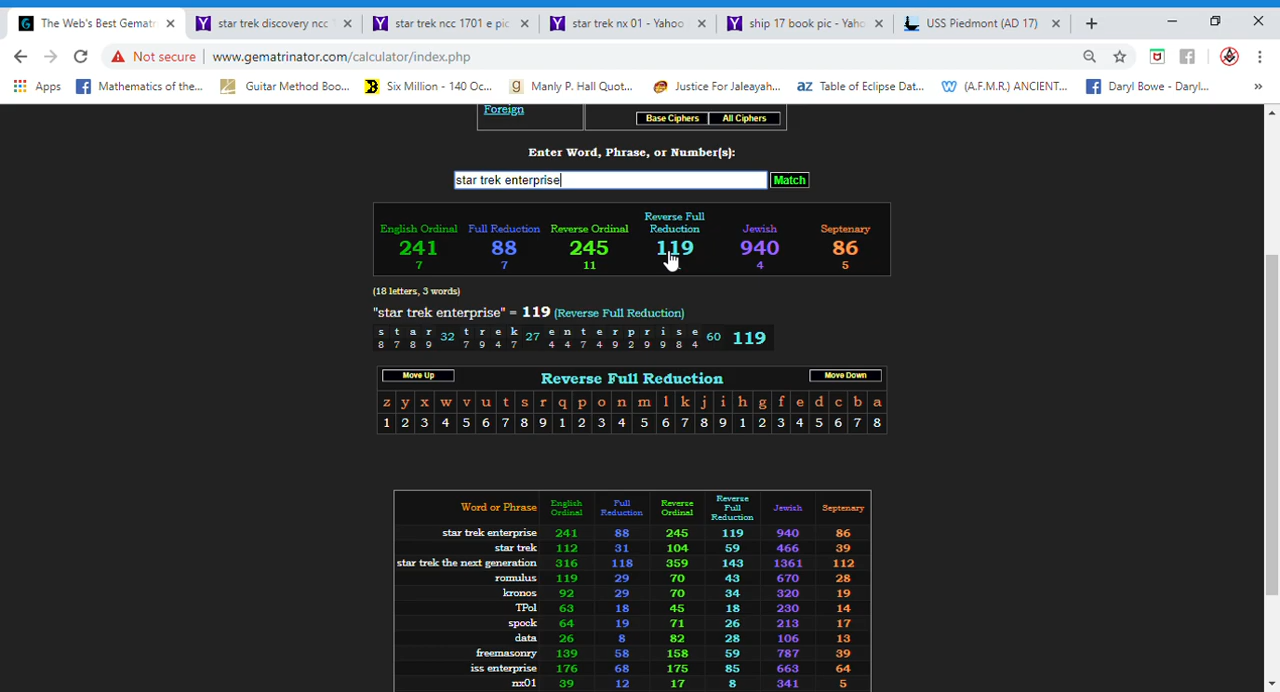 The Web's Best Gematr
star trek discovery ncc
star trek ncc 1701 e pic
star trek nx 01 - Yahoo
ship 17 book pic - Yaho
USS Piedmont (AD 17)
Not secure | www.gematrinator.com/calculator/index.php
Apps
Mathematics of the...
Guitar Method Boo...
Six Million - 140 Oc...
Manly P. Hall Quot...
Justice For Jaleayah...
Table of Eclipse Dat...
(A.F.M.R.) ANCIENT...
Daryl Bowe - Daryl...
Foreign
Base Ciphers All Ciphers
Enter Word, Phrase, or Number(s):
star trek enterprise Match
English Ordinal Full Reduction Reverse Ordinal Reverse Full Reduction Jewish Septenary
241 88 245 119 940 86
7 7 11 4 5
(18 letters, 3 words)
"star trek enterprise" = 119 (Reverse Full Reduction)
s t a r 32 t r e k 27 e n t e r p r i s e 60 119
8 7 8 9 7 9 4 7 4 4 7 4 9 2 9 9 8 4
Move Up Reverse Full Reduction Move Down
z y x w v u t s r q p o n m l k j i h g f e d c b a
1 2 3 4 5 6 7 8 9 1 2 3 4 5 6 7 8 9 1 2 3 4 5 6 7 8
Word or Phrase English Ordinal Full Reduction Reverse Ordinal Reverse Full Reduction Jewish Septenary
star trek enterprise 241 88 245 119 940 86
star trek 112 31 104 59 466 39
star trek the next generation 316 118 359 143 1361 112
romulus 119 29 70 43 670 28
kronos 92 29 70 34 320 19
TPol 63 18 45 18 230 14
spock 64 19 71 26 213 17
data 26 8 82 28 106 13
freemasonry 139 58 158 59 787 39
iss enterprise 176 68 175 85 663 64
nx01 39 12 17 8 341 5